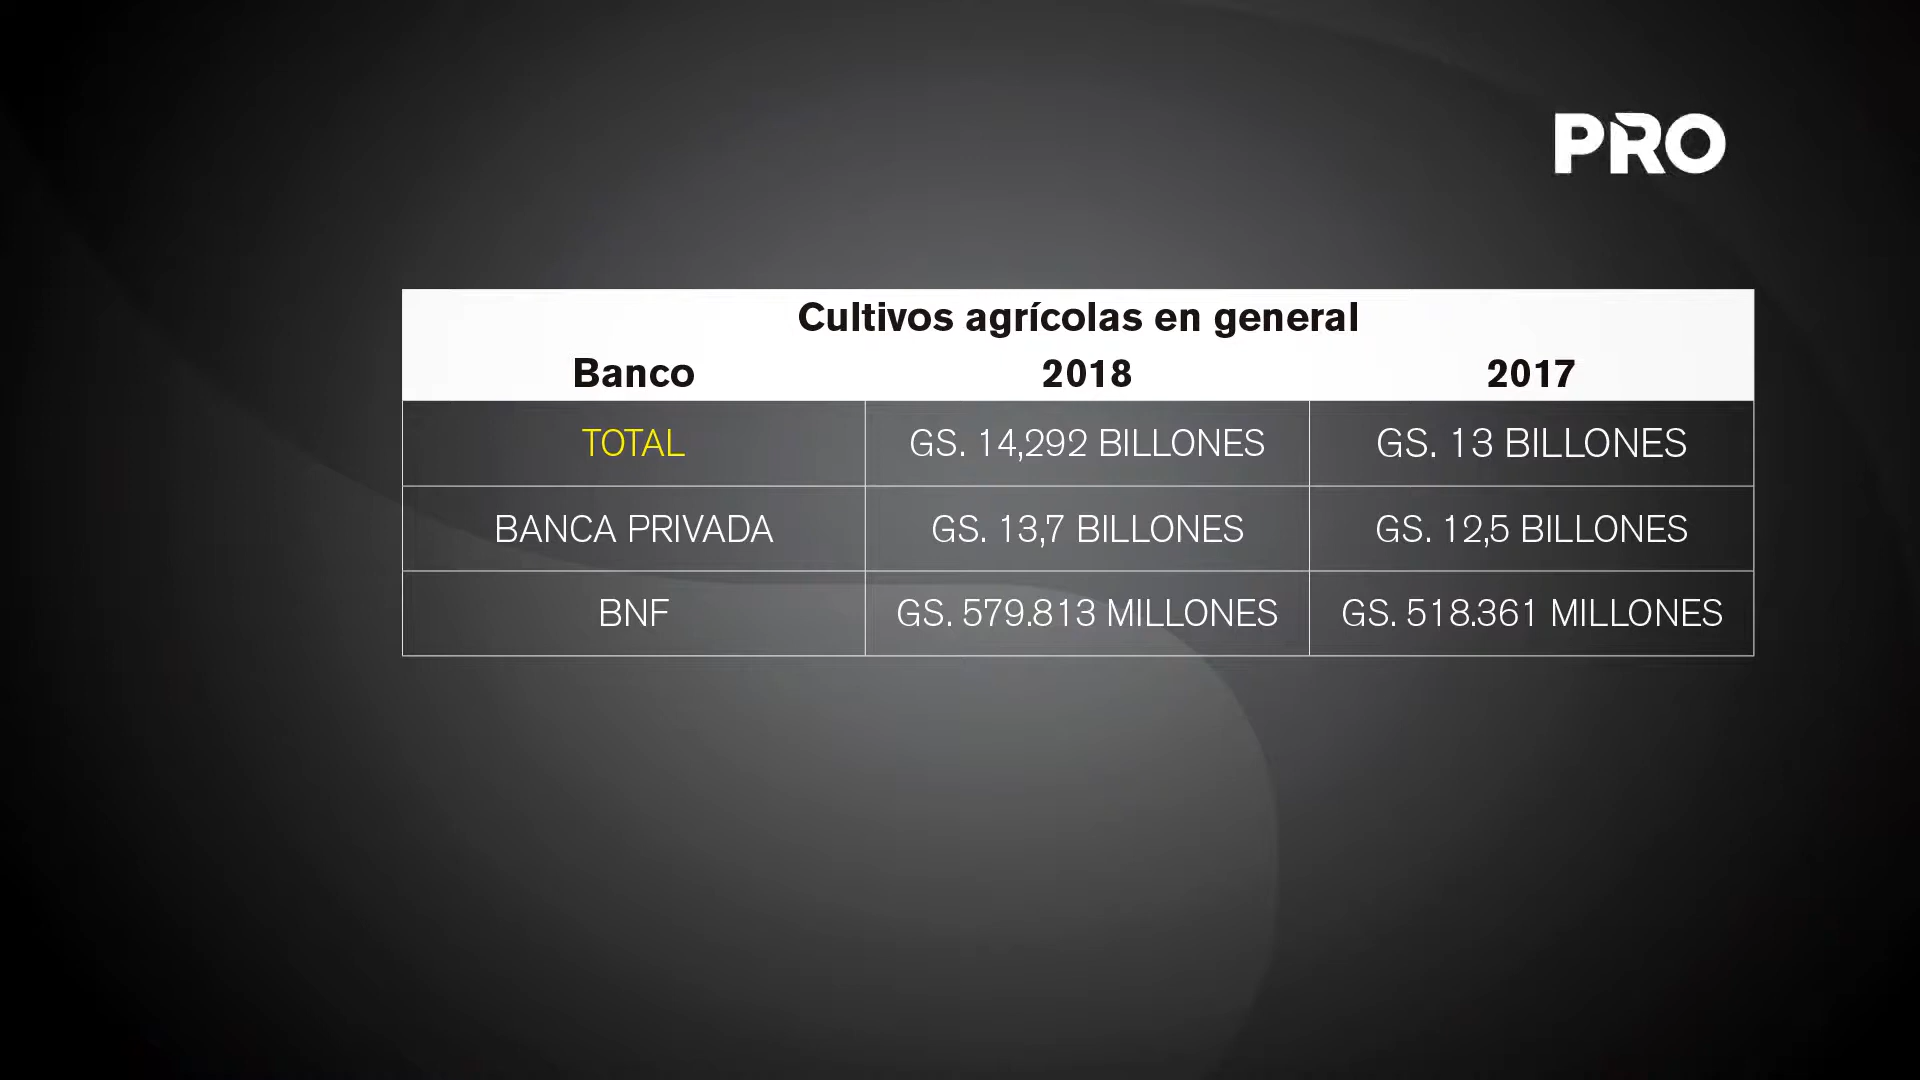 PRO
Cultivos agrícolas en general
Banco 2018 2017
TOTAL GS. 14,292 BILLONES GS. 13 BILLONES
BANCA PRIVADA GS. 13,7 BILLONES GS. 12,5 BILLONES
BNF GS. 579.813 MILLONES GS. 518.361 MILLONES